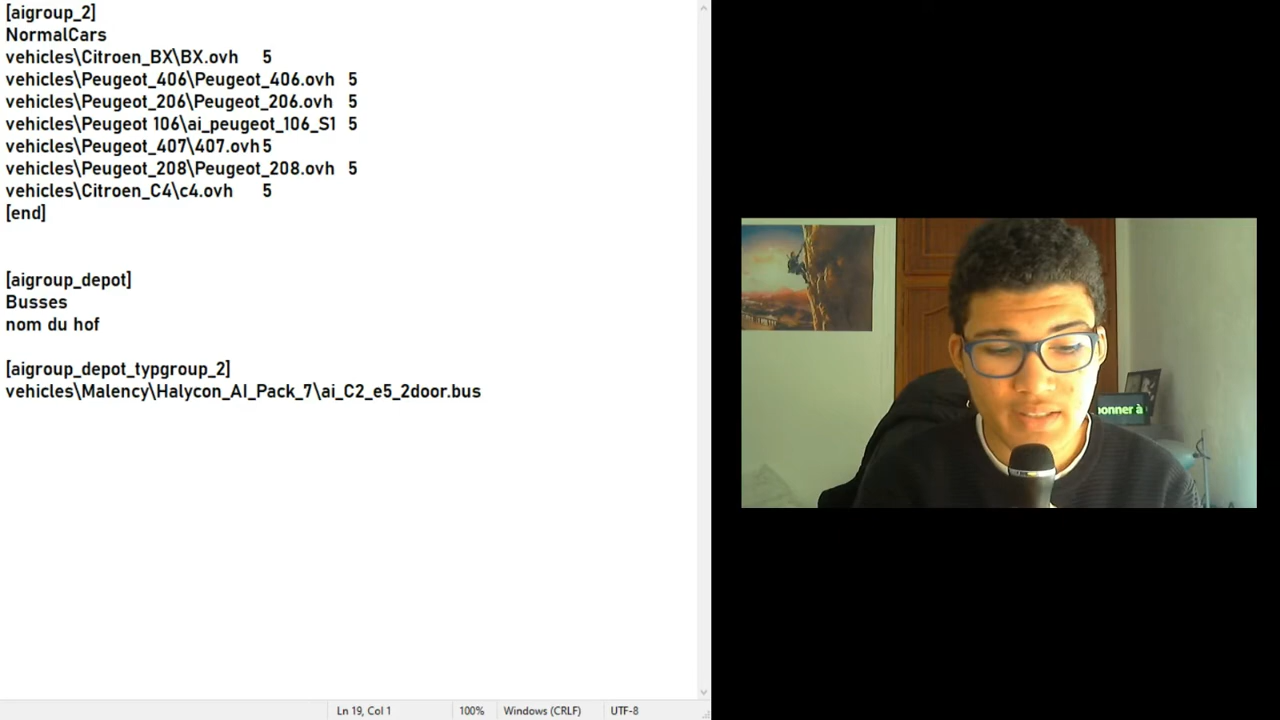 [aigroup_2]
NormalCars
vehicles\Citroen_BX\BX.ovh 5
vehicles\Peugeot_406\Peugeot_406.ovh 5
vehicles\Peugeot_206\Peugeot_206.ovh 5
vehicles\Peugeot 106\ai_peugeot_106_S1 5
vehicles\Peugeot_407\407.ovh 5
vehicles\Peugeot_208\Peugeot_208.ovh 5
vehicles\Citroen_C4\c4.ovh 5
[end]
[aigroup_depot]
Busses
nom du hof
[aigroup_depot_typgroup_2]
vehicles\Malency\Halycon_AI_Pack_7\ai_C2_e5_2door.bus
onner à
Ln 19, Col 1 100% Windows (CRLF) UTF-8